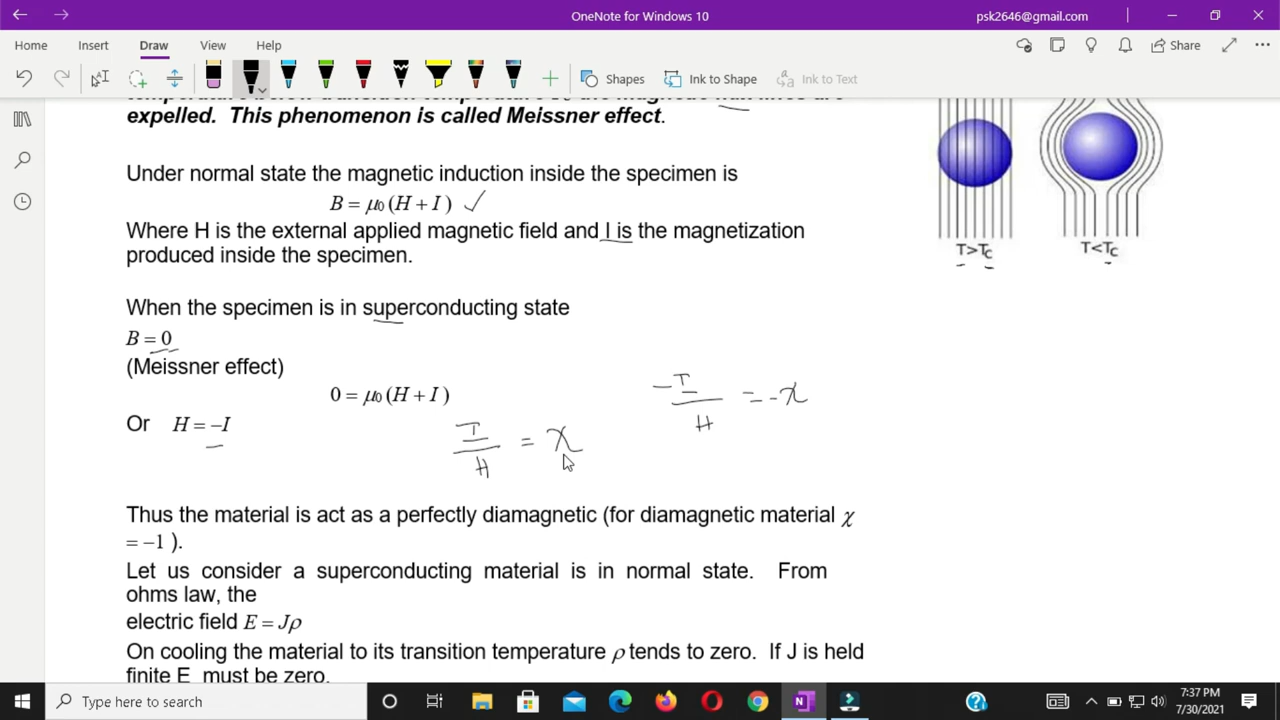 OneNote for Windows 10
psk2646@gmail.com
Home Insert Draw View Help
Share
Shapes Ink to Shape Ink to Text
expelled. This phenomenon is called Meissner effect.
Under normal state the magnetic induction inside the specimen is
B = μ0 (H + I) ✓
Where H is the external applied magnetic field and I is the magnetization
produced inside the specimen.
T>Tc T<Tc
When the specimen is in superconducting state
B = 0
(Meissner effect)
0 = μ0 (H + I)
-I/H = -χ
Or H = −I
I/H = χ
Thus the material is act as a perfectly diamagnetic (for diamagnetic material χ
= −1 ).
Let us consider a superconducting material is in normal state. From
ohms law, the
electric field E = Jρ
On cooling the material to its transition temperature ρ tends to zero. If J is held
finite E must be zero.
Type here to search
7:37 PM
7/30/2021